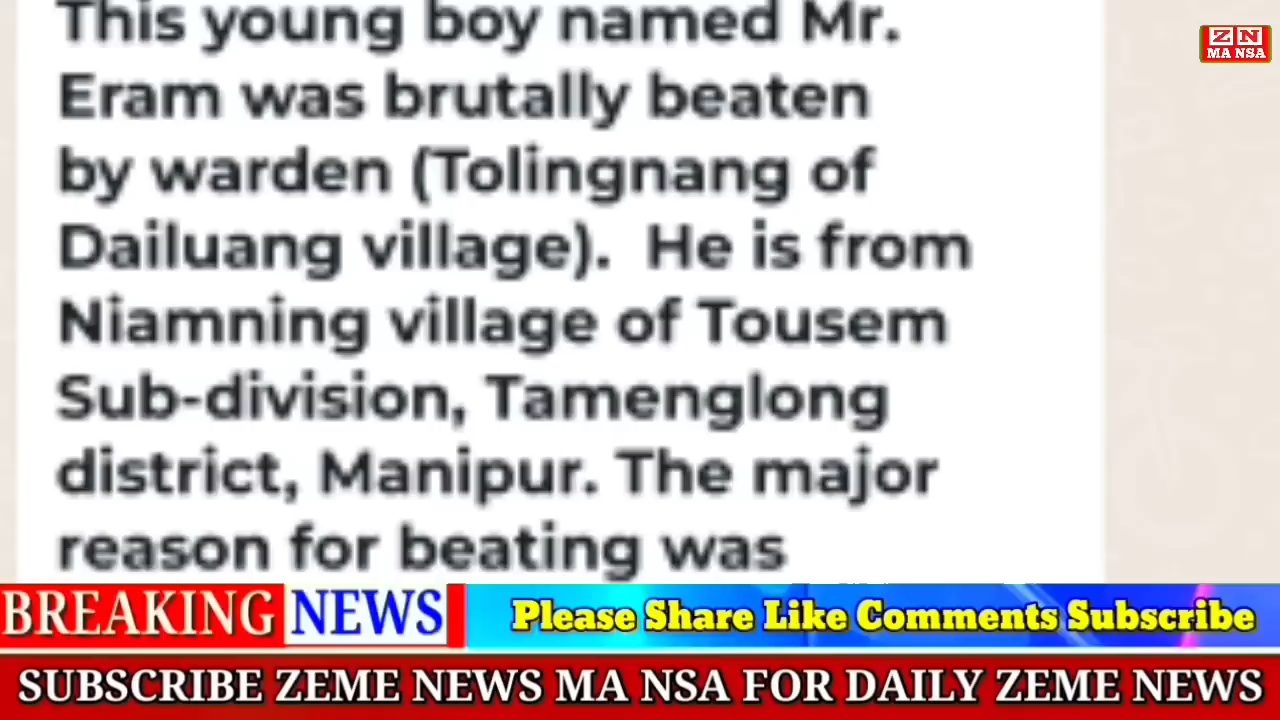 This young boy named Mr.
Eram was brutally beaten
by warden (Tolingnang of
Dailuang village). He is from
Niamning village of Tousem
Sub-division, Tamenglong
district, Manipur. The major
reason for beating was
ZN
MA NSA
BREAKING NEWS
Please Share Like Comments Subscribe
SUBSCRIBE ZEME NEWS MA NSA FOR DAILY ZEME NEWS